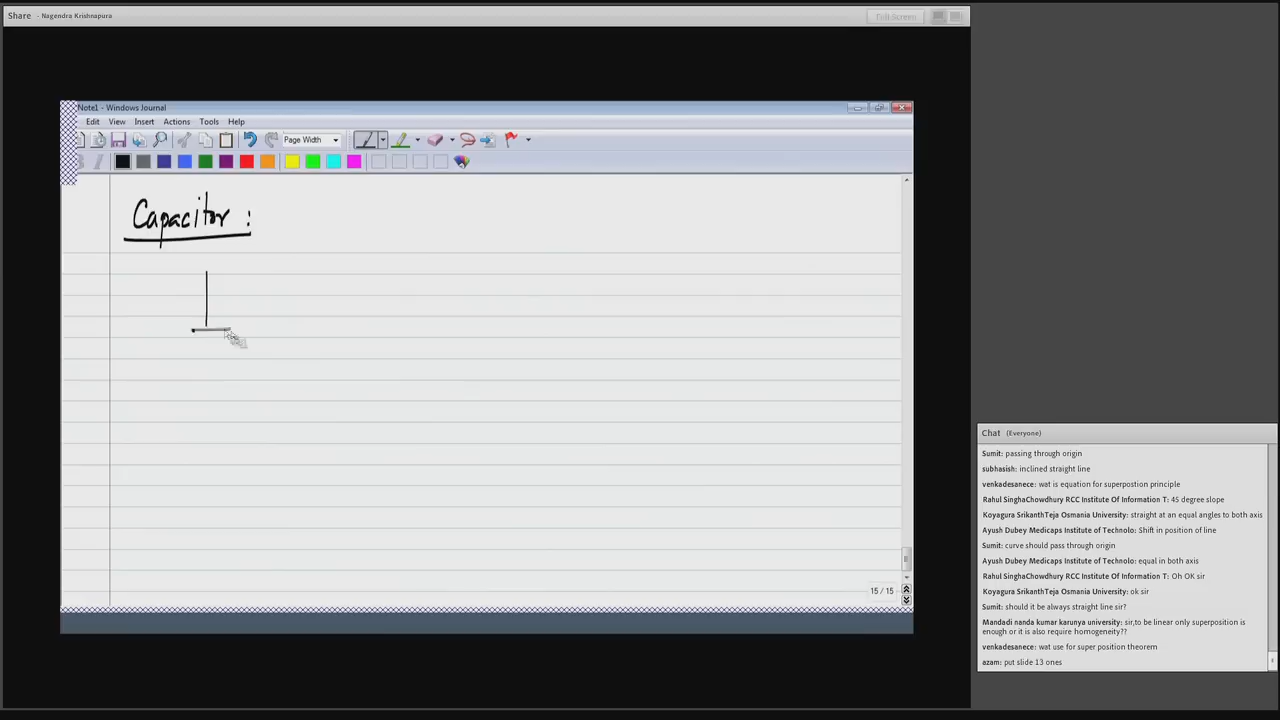 Share - Nagendra Krishnapura
Full Screen
Note1 - Windows Journal
Edit View Insert Actions Tools Help
Page Width
Capacitor :
15 / 15
Chat (Everyone)
Sumit: passing through origin
subhasish: inclined straight line
venkadesanece: wat is equation for superpostion principle
Rahul SinghaChowdhury RCC Institute Of Information T: 45 degree slope
Koyagura SrikanthTeja Osmania University: straight at an equal angles to both axis
Ayush Dubey Medicaps Institute of Technolo: Shift in position of line
Sumit: curve should pass through origin
Ayush Dubey Medicaps Institute of Technolo: equal in both axes
Rahul SinghaChowdhury RCC Institute Of Information T: Oh OK sir
Koyagura SrikanthTeja Osmania University: ok sir
Sumit: should it be always straight line sir?
Mandadi nanda kumar karunya university: sir,to be linear only superposition is
enough or it is also require homogeneity??
venkadesanece: wat use for super position theorem
azam: put slide 13 ones